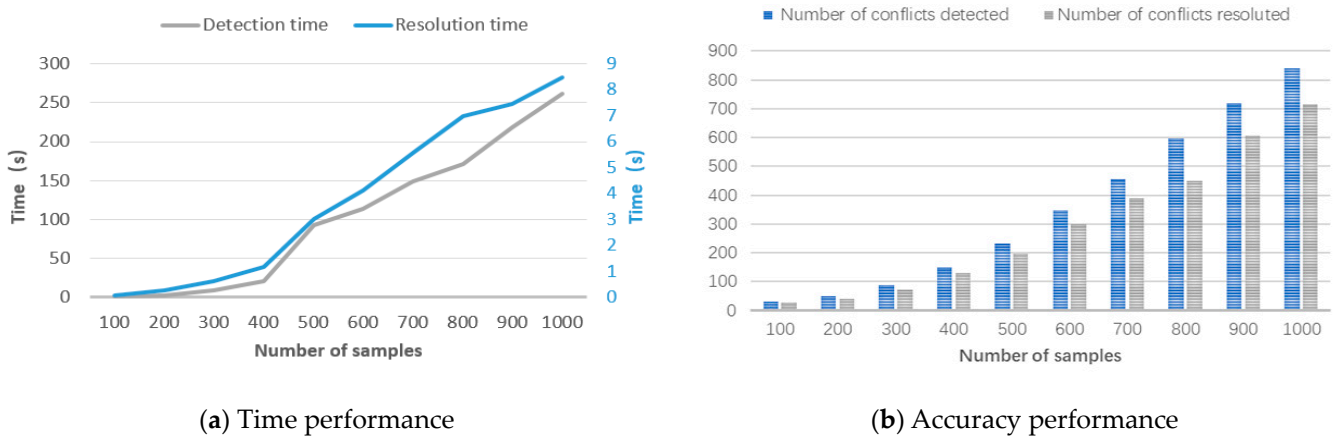 Detection time Resolution time
300
250
200
150
100
50
0
Time (s)
9
8
7
6
5
4
3
2
1
0
Time (s)
100 200 300 400 500 600 700 800 900 1000
Number of samples
(a) Time performance
Number of conflicts detected Number of conflicts resoluted
900
800
700
600
500
400
300
200
100
0
100 200 300 400 500 600 700 800 900 1000
Number of samples
(b) Accuracy performance